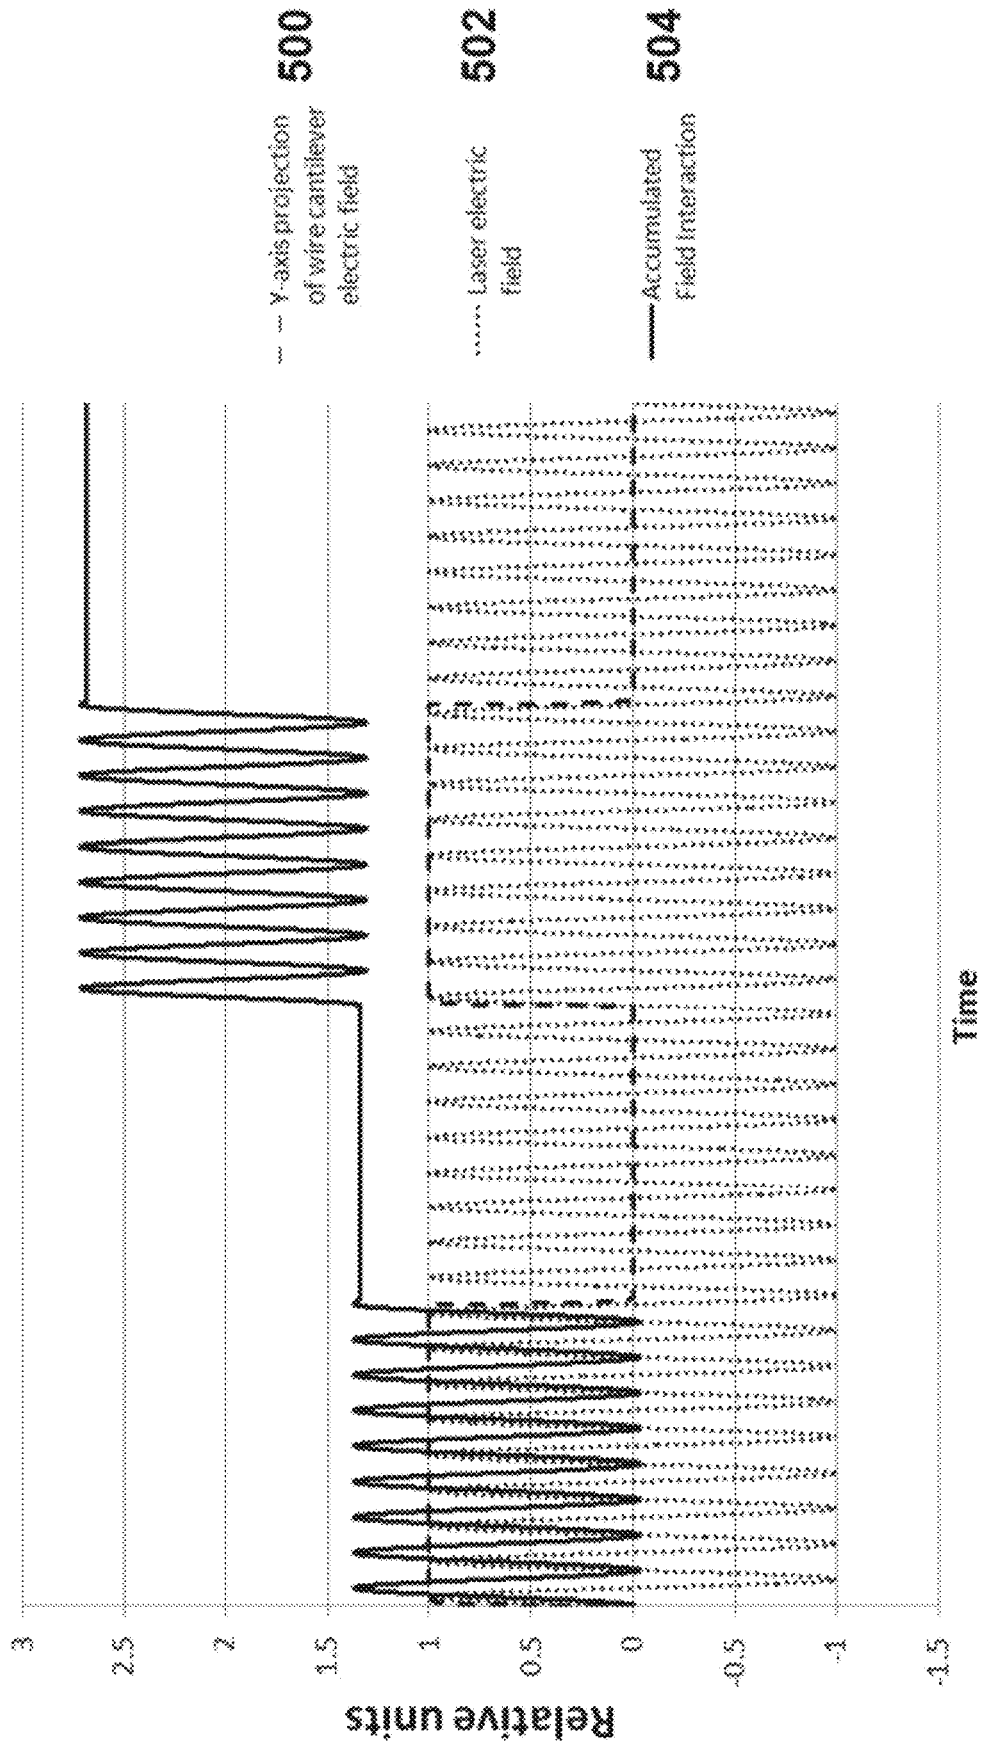 Relative units
3
2.5
2
1.5
1
0.5
0
-0.5
-1
-1.5
Time
Y-axis projection
of wire cantilever
electric field
500
Laser electric
field
502
Accumulated
Field Interaction
504